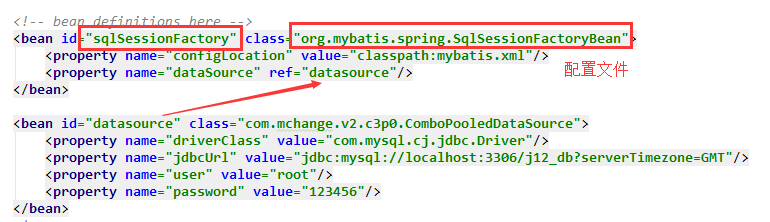 <!-- bean definitions here -->
<bean id="sqlSessionFactory" class="org.mybatis.spring.SqlSessionFactoryBean">
<property name="configLocation" value="classpath:mybatis.xml"/>
配置文件
<property name="dataSource" ref="datasource"/>
</bean>
<bean id="datasource" class="com.mchange.v2.c3p0.ComboPooledDataSource">
<property name="driverClass" value="com.mysql.cj.jdbc.Driver"/>
<property name="jdbcUrl" value="jdbc:mysql://localhost:3306/j12_db?serverTimezone=GMT"/>
<property name="user" value="root"/>
<property name="password" value="123456"/>
</bean>